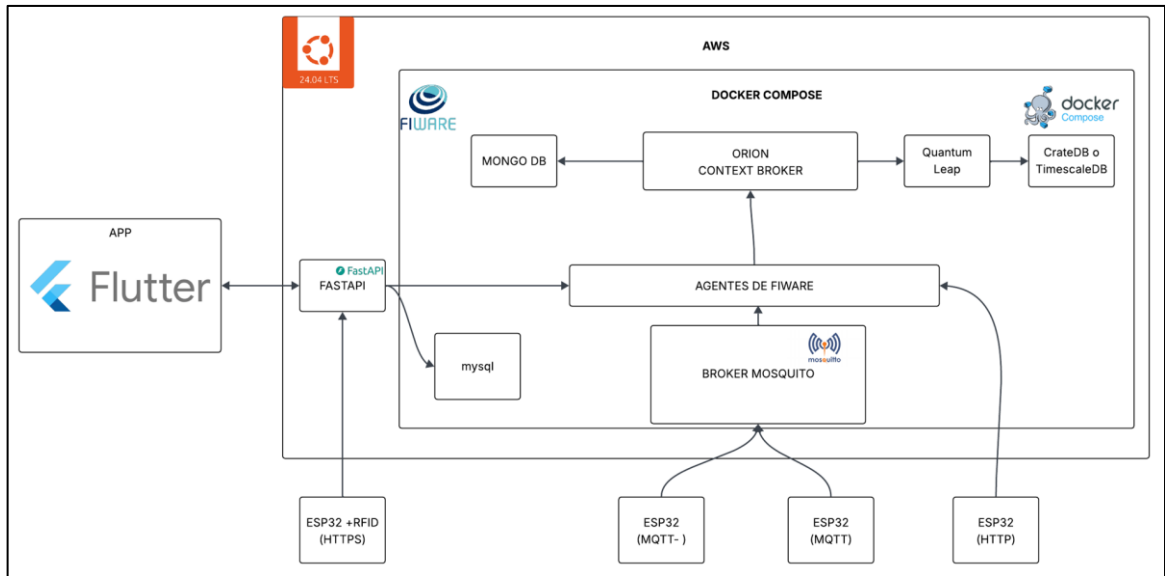 AWS
24.04 LTS
FIWARE
DOCKER COMPOSE
docker
Compose
MONGO DB
ORION
CONTEXT BROKER
Quantum
Leap
CrateDB o
TimescaleDB
APP
Flutter
FastAPI
FASTAPI
AGENTES DE FIWARE
mosquitto
BROKER MOSQUITO
mysql
ESP32 +RFID
(HTTPS)
ESP32
(MQTT- )
ESP32
(MQTT)
ESP32
(HTTP)